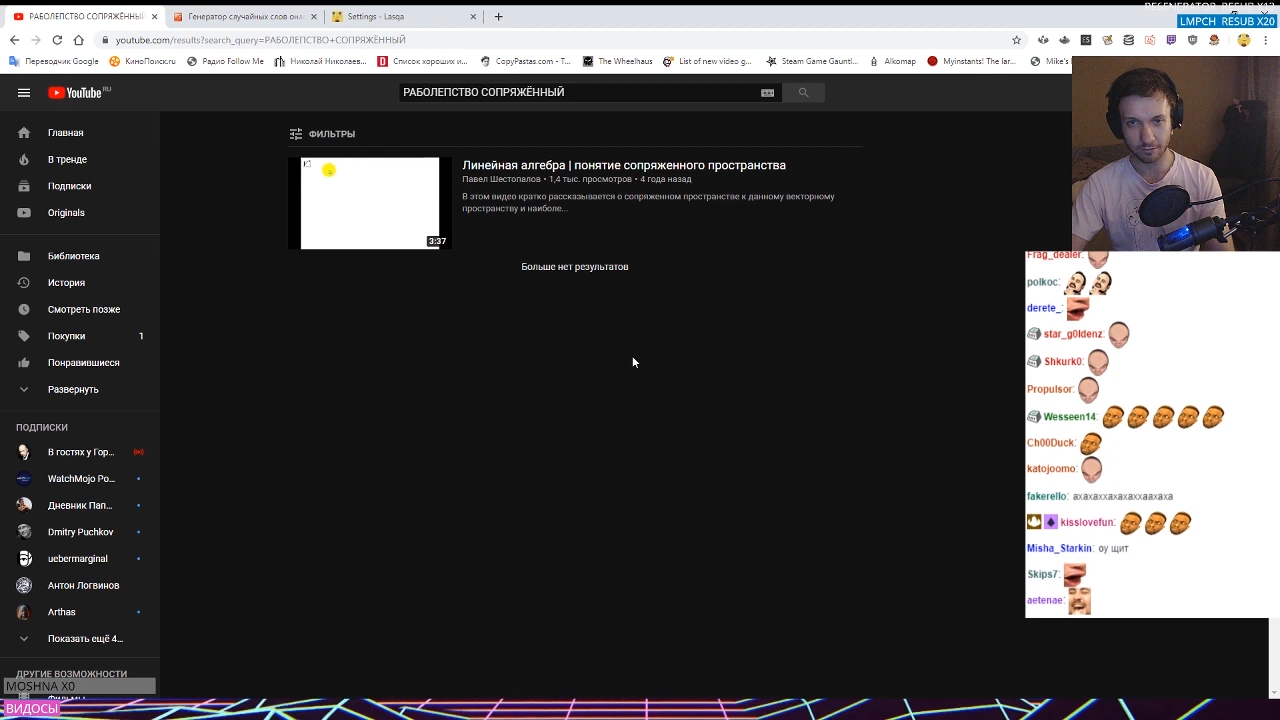 REGENERATOR RESUB X13
LMPCH RESUB X20
РАБОЛЕПСТВО СОПРЯЖЁННЫЙ
Генератор случайных слов онл
Settings - Lasqa
youtube.com/results?search_query=РАБОЛЕПСТВО+СОПРЯЖЁННЫЙ
Переводчик Google
КиноПоиск.ru
Радио Follow Me
Николай Николаев...
Список хороших и...
CopyPastas.com - T...
The Wheelhaus
List of new video g...
Steam Game Gauntl...
Alkomap
Myinstants! The lar...
Mike's
YouTube RU
РАБОЛЕПСТВО СОПРЯЖЁННЫЙ
Главная
В тренде
Подписки
Originals
Библиотека
История
Смотреть позже
Покупки 1
Понравившиеся
Развернуть
ПОДПИСКИ
В гостях у Гор...
WatchMojo Po...
Дневник Пап...
Dmitry Puchkov
uebermarginal
Антон Логвинов
Arthas
Показать ещё 4...
ДРУГИЕ ВОЗМОЖНОСТИ
MOSHNA X0
ВИДОСЫ
ФИЛЬТРЫ
3:37
Линейная алгебра | понятие сопряженного пространства
Павел Шестопалов • 1,4 тыс. просмотров • 4 года назад
В этом видео кратко рассказывается о сопряженном пространстве к данному векторному
пространству и наиболе...
Больше нет результатов
Frag_dealer:
polkoc:
derete_:
star_g0ldenz:
Shkurk0:
Propulsor:
Wesseen14:
Ch00Duck:
katojoomo:
fakerello: ахахаххахахаххаахаха
kisslovefun:
Misha_Starkin: оу щит
Skips7:
aetenae: